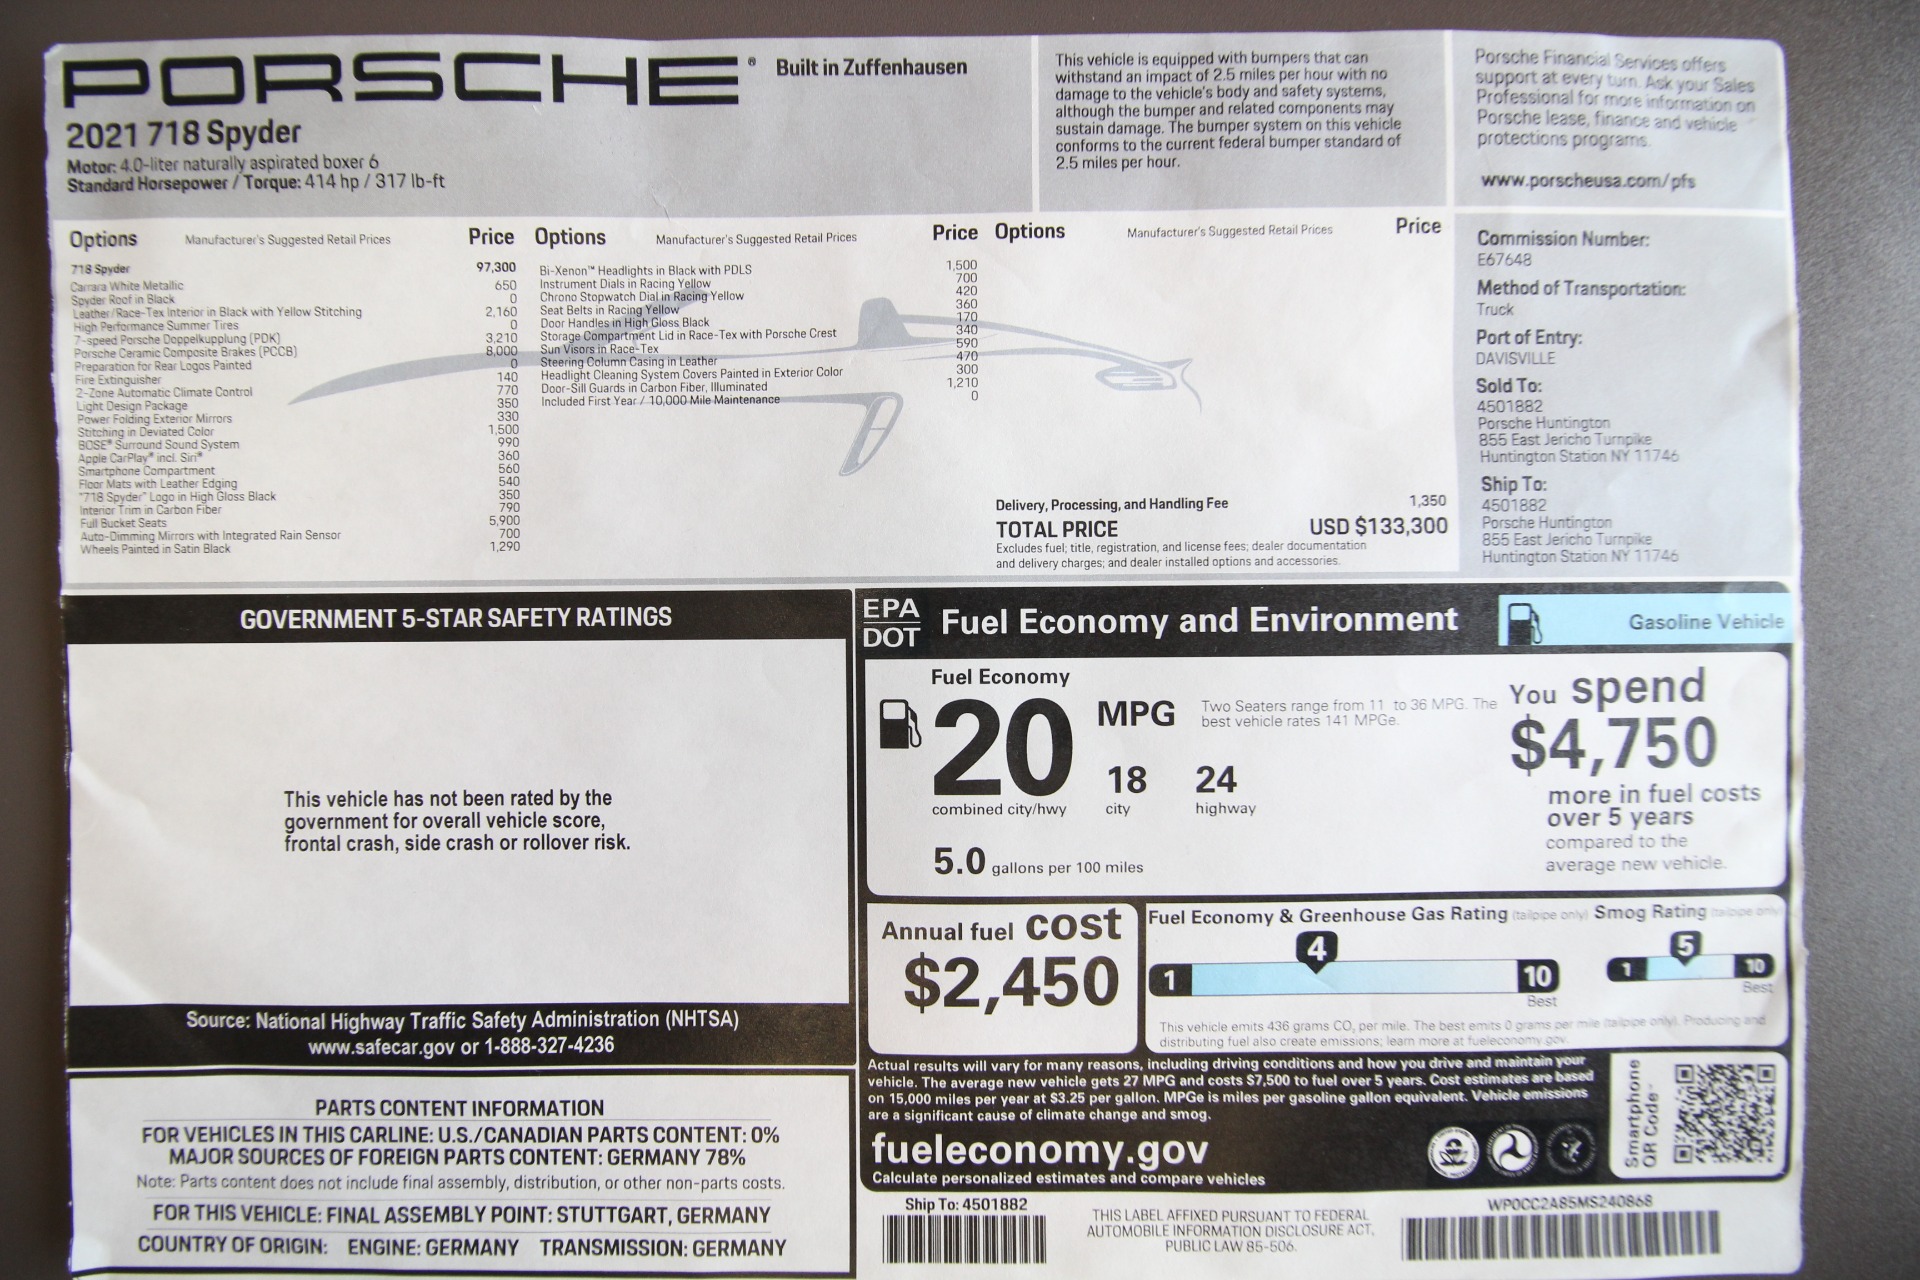 PORSCHE® Built in Zuffenhausen
2021 718 Spyder
Motor: 4.0-liter naturally aspirated boxer 6
Standard Horsepower / Torque: 414 hp / 317 lb-ft
This vehicle is equipped with bumpers that can
withstand an impact of 2.5 miles per hour with no
damage to the vehicle's body and safety systems,
although the bumper and related components may
sustain damage. The bumper system on this vehicle
conforms to the current federal bumper standard of
2.5 miles per hour.
Porsche Financial Services offers
support at every turn. Ask your Sales
Professional for more information on
Porsche lease, finance and vehicle
protections programs.
www.porscheusa.com/pfs
Options Manufacturer's Suggested Retail Prices Price
718 Spyder 97,300
Carrara White Metallic 650
Spyder Roof in Black 0
Leather/Race-Tex Interior in Black with Yellow Stitching 2,160
High Performance Summer Tires 0
7-speed Porsche Doppelkupplung (PDK) 3,210
Porsche Ceramic Composite Brakes (PCCB) 8,000
Preparation for Rear Logos Painted 0
Fire Extinguisher 140
2-Zone Automatic Climate Control 770
Light Design Package 350
Power Folding Exterior Mirrors 330
Stitching in Deviated Color 1,500
BOSE® Surround Sound System 990
Apple CarPlay® incl. Siri® 360
Smartphone Compartment 560
Floor Mats with Leather Edging 540
"718 Spyder" Logo in High Gloss Black 350
Interior Trim in Carbon Fiber 790
Full Bucket Seats 5,900
Auto-Dimming Mirrors with Integrated Rain Sensor 700
Wheels Painted in Satin Black 1,290
Options Manufacturer's Suggested Retail Prices Price
Bi-Xenon™ Headlights in Black with PDLS 1,500
Instrument Dials in Racing Yellow 700
Chrono Stopwatch Dial in Racing Yellow 420
Seat Belts in Racing Yellow 360
Door Handles in High Gloss Black 170
Storage Compartment Lid in Race-Tex with Porsche Crest 340
Sun Visors in Race-Tex 590
Steering Column Casing in Leather 470
Headlight Cleaning System Covers Painted in Exterior Color 300
Door-Sill Guards in Carbon Fiber, Illuminated 1,210
Included First Year / 10,000 Mile Maintenance 0
Options Manufacturer's Suggested Retail Prices Price
Delivery, Processing, and Handling Fee 1,350
TOTAL PRICE USD $133,300
Excludes fuel; title, registration, and license fees; dealer documentation
and delivery charges; and dealer installed options and accessories.
Commission Number:
E67648
Method of Transportation:
Truck
Port of Entry:
DAVISVILLE
Sold To:
4501882
Porsche Huntington
855 East Jericho Turnpike
Huntington Station NY 11746
Ship To:
4501882
Porsche Huntington
855 East Jericho Turnpike
Huntington Station NY 11746
GOVERNMENT 5-STAR SAFETY RATINGS
This vehicle has not been rated by the
government for overall vehicle score,
frontal crash, side crash or rollover risk.
Source: National Highway Traffic Safety Administration (NHTSA)
www.safecar.gov or 1-888-327-4236
PARTS CONTENT INFORMATION
FOR VEHICLES IN THIS CARLINE: U.S./CANADIAN PARTS CONTENT: 0%
MAJOR SOURCES OF FOREIGN PARTS CONTENT: GERMANY 78%
Note: Parts content does not include final assembly, distribution, or other non-parts costs.
FOR THIS VEHICLE: FINAL ASSEMBLY POINT: STUTTGART, GERMANY
COUNTRY OF ORIGIN: ENGINE: GERMANY TRANSMISSION: GERMANY
EPA
DOT
Fuel Economy and Environment
Gasoline Vehicle
Fuel Economy
20 MPG
combined city/hwy
18
city
24
highway
Two Seaters range from 11 to 36 MPG. The
best vehicle rates 141 MPGe.
5.0 gallons per 100 miles
You spend
$4,750
more in fuel costs
over 5 years
compared to the
average new vehicle.
Annual fuel cost
$2,450
Fuel Economy & Greenhouse Gas Rating (tailpipe only)
4
1 10
Best
Smog Rating (tailpipe only)
5
1 10
Best
This vehicle emits 436 grams CO₂ per mile. The best emits 0 grams per mile (tailpipe only). Producing and
distributing fuel also create emissions; learn more at fueleconomy.gov.
Actual results will vary for many reasons, including driving conditions and how you drive and maintain your
vehicle. The average new vehicle gets 27 MPG and costs $7,500 to fuel over 5 years. Cost estimates are based
on 15,000 miles per year at $3.25 per gallon. MPGe is miles per gasoline gallon equivalent. Vehicle emissions
are a significant cause of climate change and smog.
fueleconomy.gov
Calculate personalized estimates and compare vehicles
Smartphone
QR Code™
Ship To: 4501882
THIS LABEL AFFIXED PURSUANT TO FEDERAL
AUTOMOBILE INFORMATION DISCLOSURE ACT,
PUBLIC LAW 85-506.
WP0CC2A85MS240868